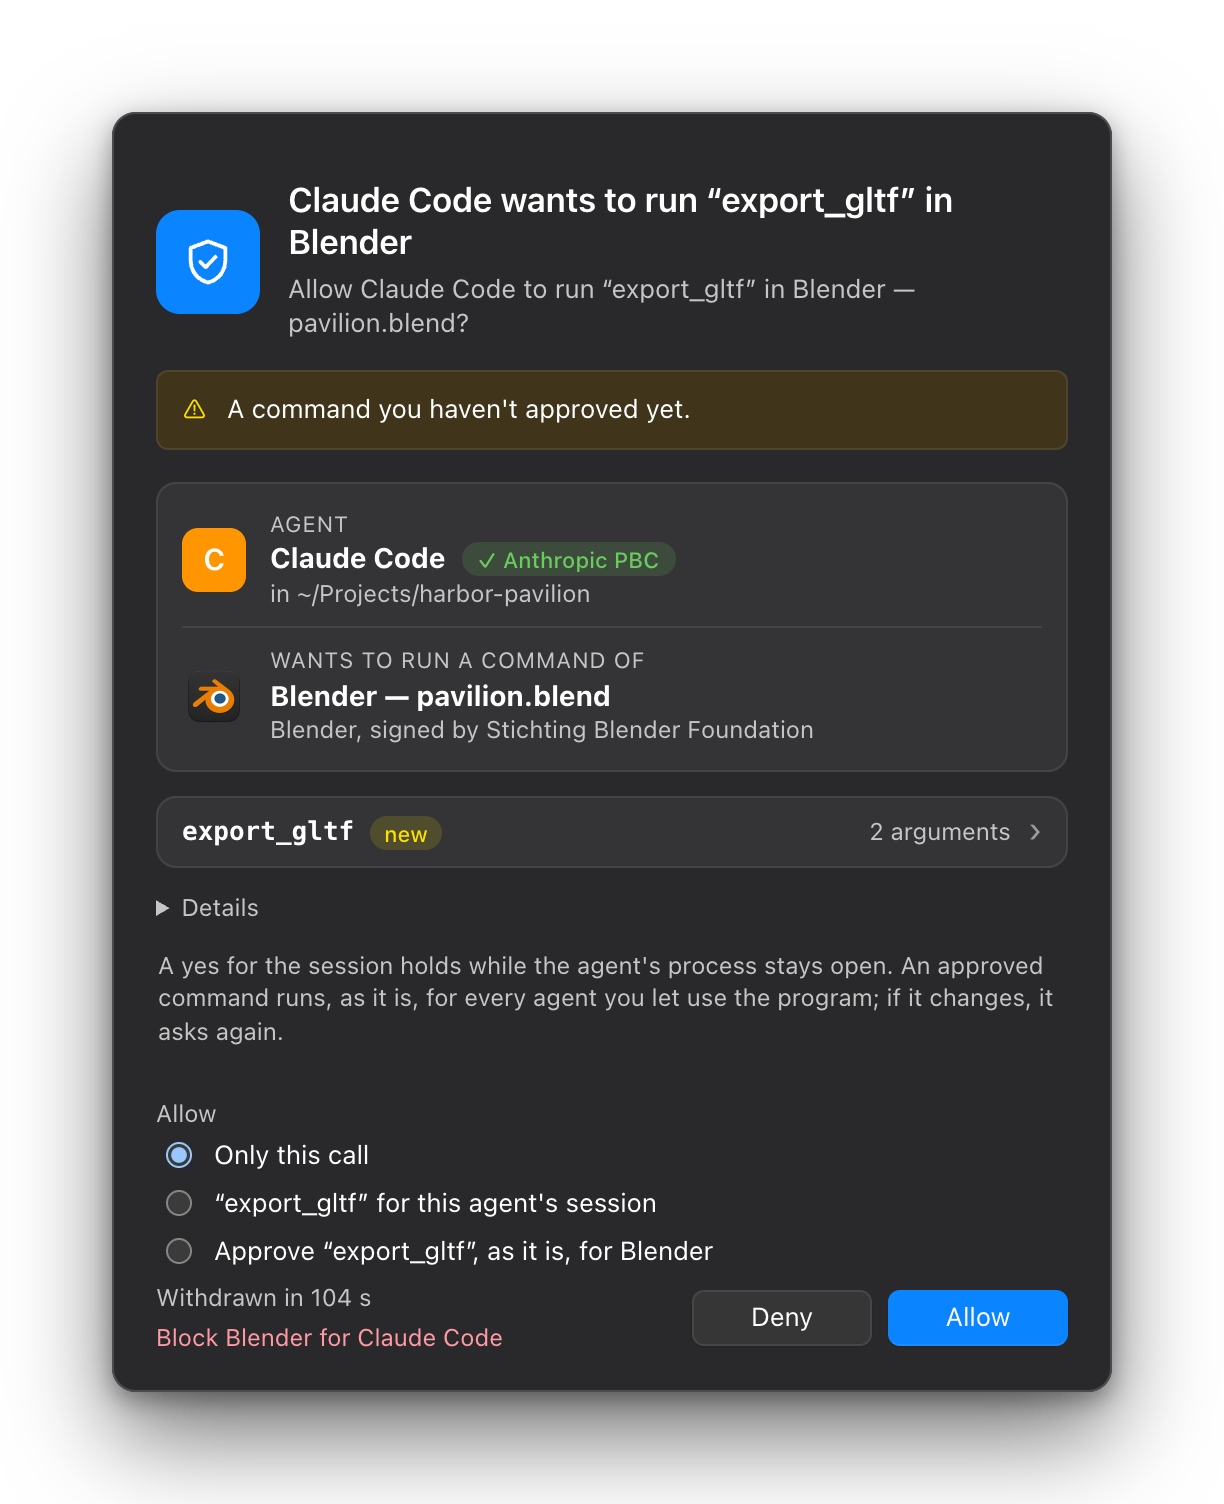 Claude Code wants to run “export_gltf” in
Blender
Allow Claude Code to run “export_gltf” in Blender —
pavilion.blend?
A command you haven't approved yet.
AGENT
C
Claude Code ✓ Anthropic PBC
in ~/Projects/harbor-pavilion
WANTS TO RUN A COMMAND OF
Blender — pavilion.blend
Blender, signed by Stichting Blender Foundation
export_gltf new 2 arguments ›
Details
A yes for the session holds while the agent's process stays open. An approved
command runs, as it is, for every agent you let use the program; if it changes, it
asks again.
Allow
Only this call
“export_gltf” for this agent's session
Approve “export_gltf”, as it is, for Blender
Withdrawn in 104 s
Block Blender for Claude Code
Deny
Allow